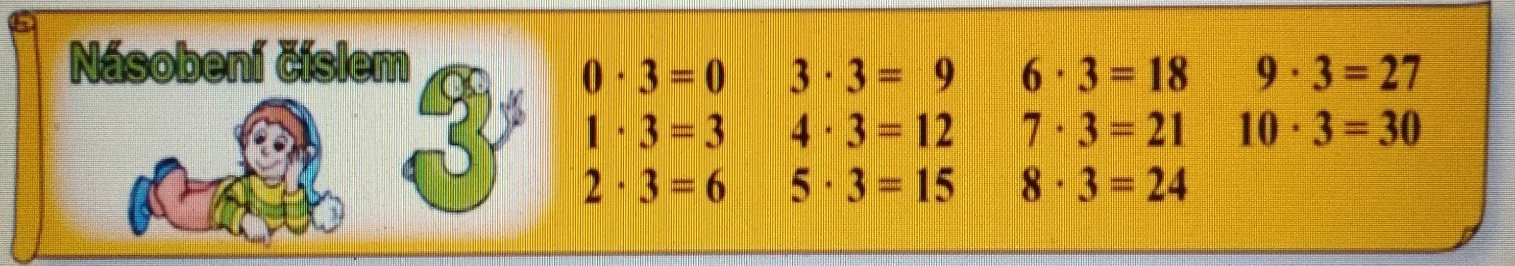 Násobení číslem 3
0 · 3 = 0 3 · 3 = 9 6 · 3 = 18 9 · 3 = 27
1 · 3 = 3 4 · 3 = 12 7 · 3 = 21 10 · 3 = 30
2 · 3 = 6 5 · 3 = 15 8 · 3 = 24